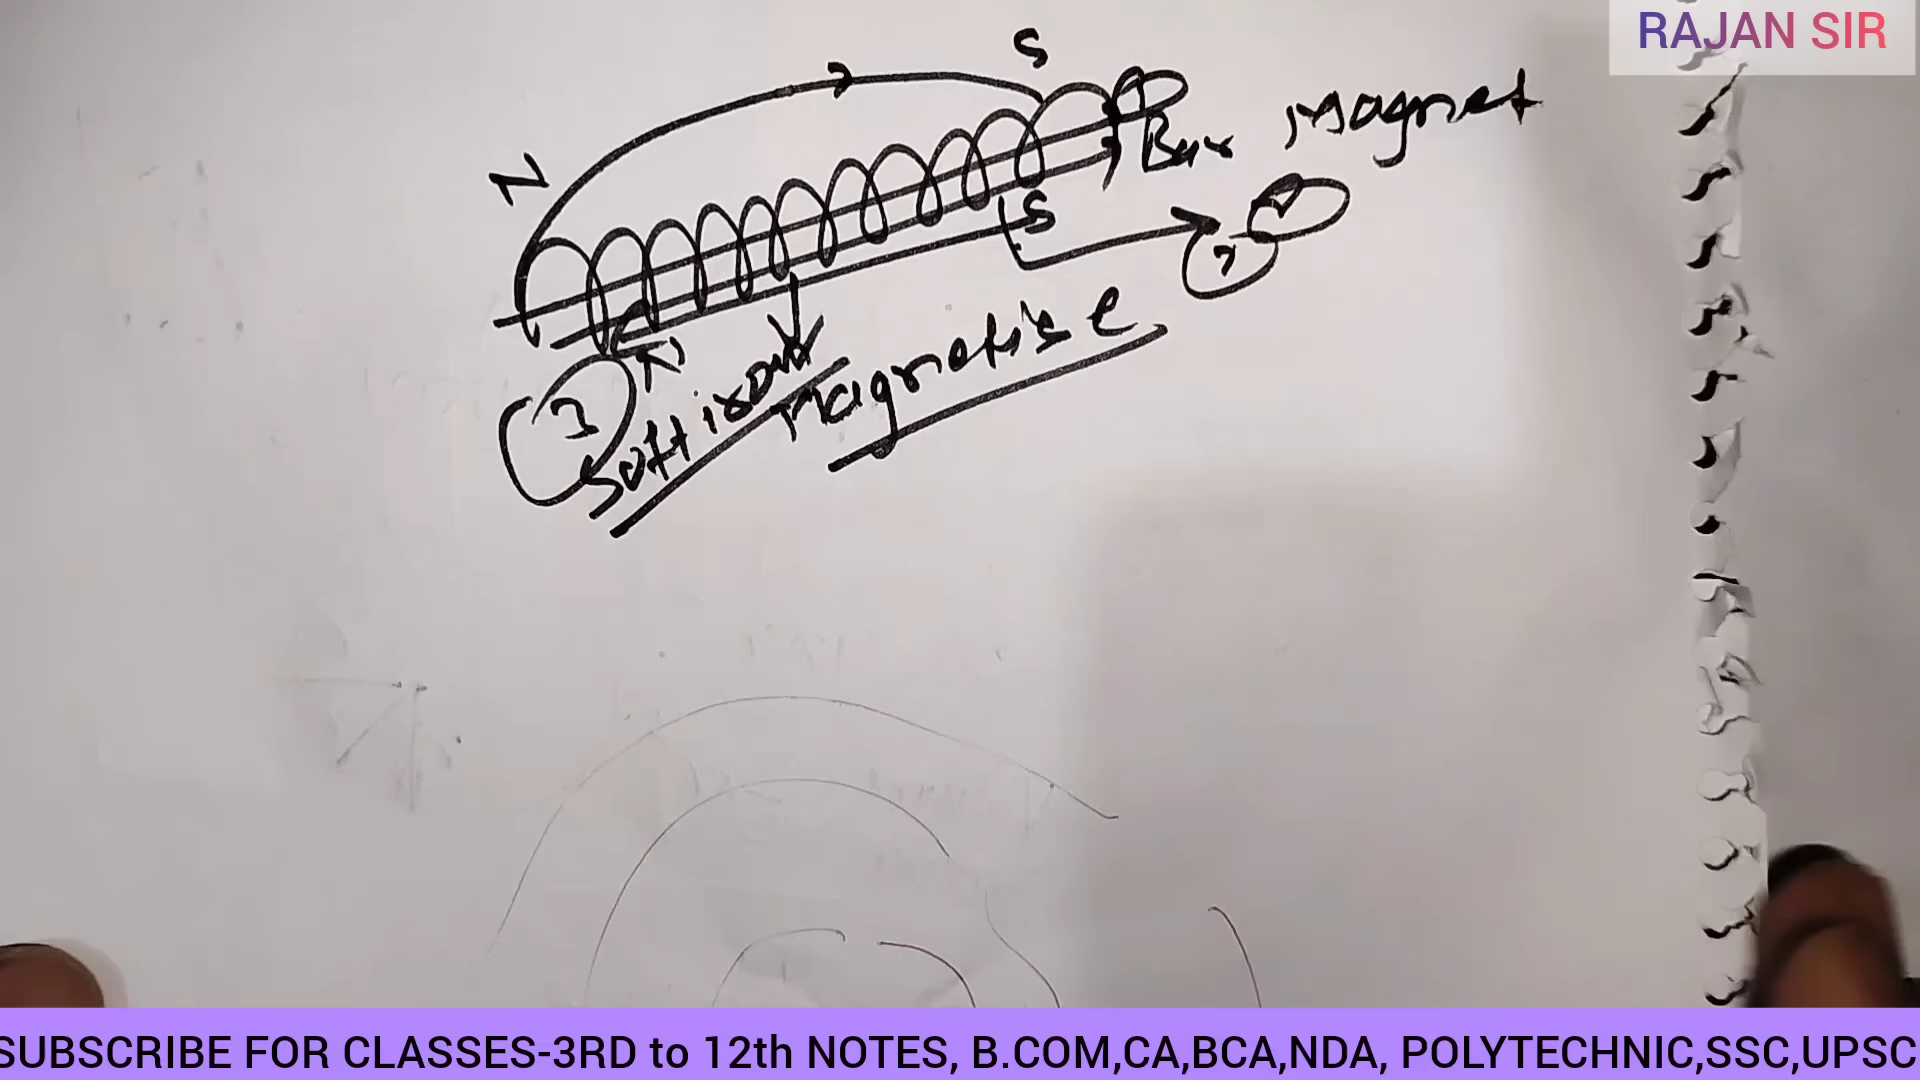 RAJAN SIR
S
N
Bar Magnet
S
N
I
Soft iron
Magnetise
SUBSCRIBE FOR CLASSES-3RD to 12th NOTES, B.COM,CA,BCA,NDA, POLYTECHNIC,SSC,UPSC